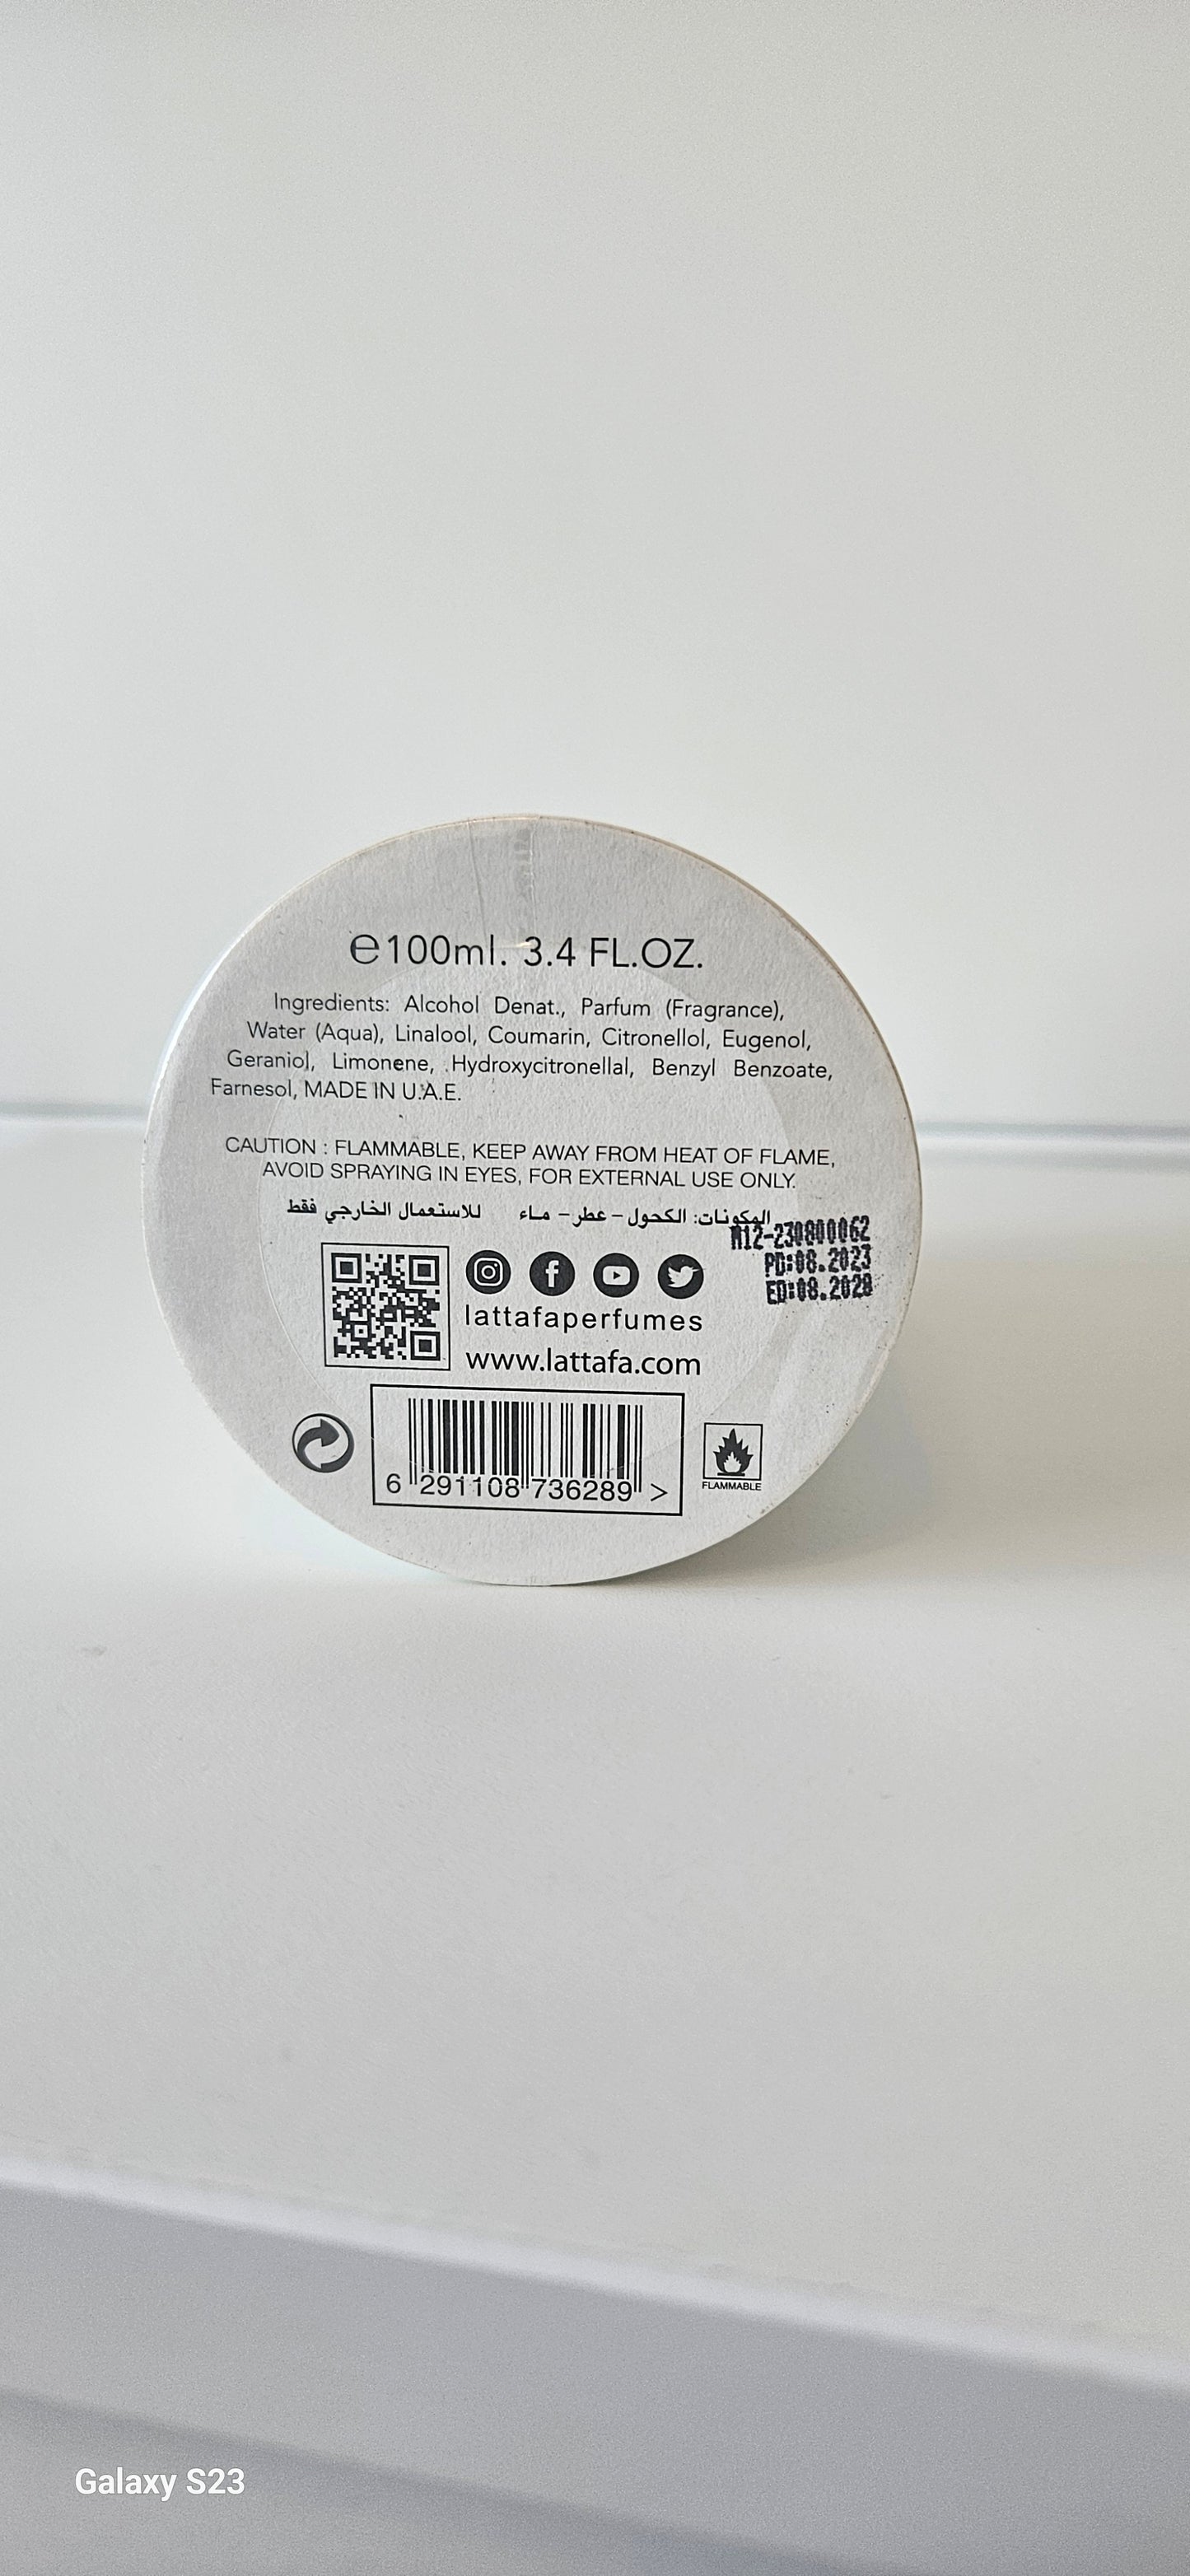 ℮100ml. 3.4 FL.OZ.
Ingredients: Alcohol Denat., Parfum (Fragrance),
Water (Aqua), Linalool, Coumarin, Citronellol, Eugenol,
Geraniol, Limonene, Hydroxycitronellal, Benzyl Benzoate,
Farnesol, MADE IN U.A.E.
CAUTION : FLAMMABLE, KEEP AWAY FROM HEAT OF FLAME,
AVOID SPRAYING IN EYES, FOR EXTERNAL USE ONLY.
المكونات: الكحول – عطر – ماء للاستعمال الخارجي فقط
M12-230800062
PD:08.2023
ED:08.2028
lattafaperfumes
www.lattafa.com
6 291108 736289 >
FLAMMABLE
Galaxy S23